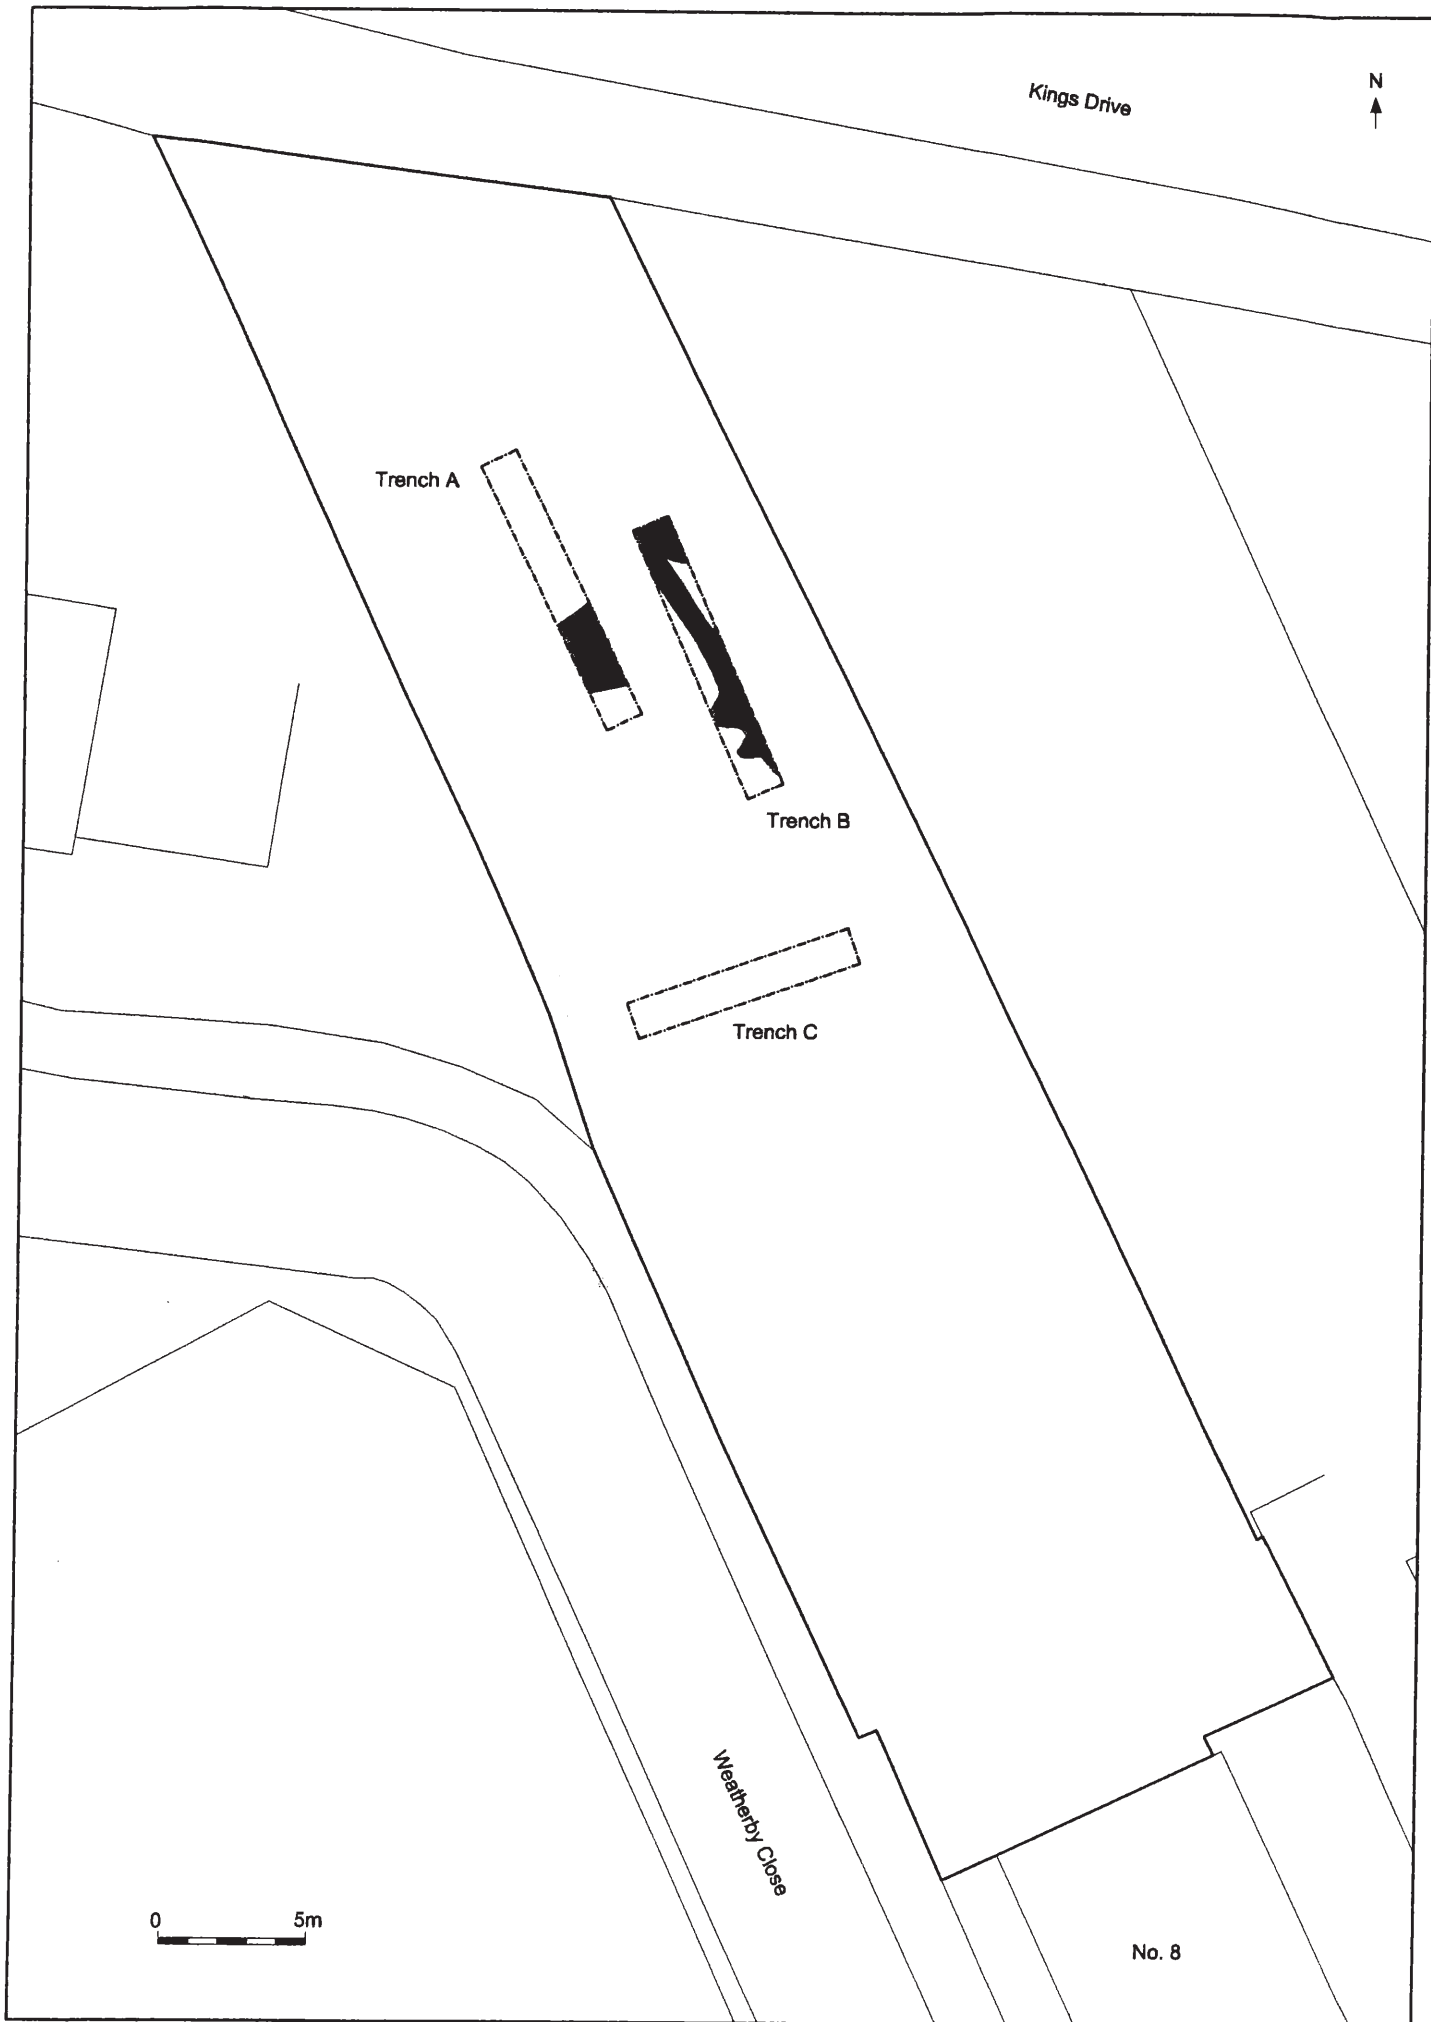 Kings Drive
N
Trench A
Trench B
Trench C
Weatherby Close
0 5m
No. 8